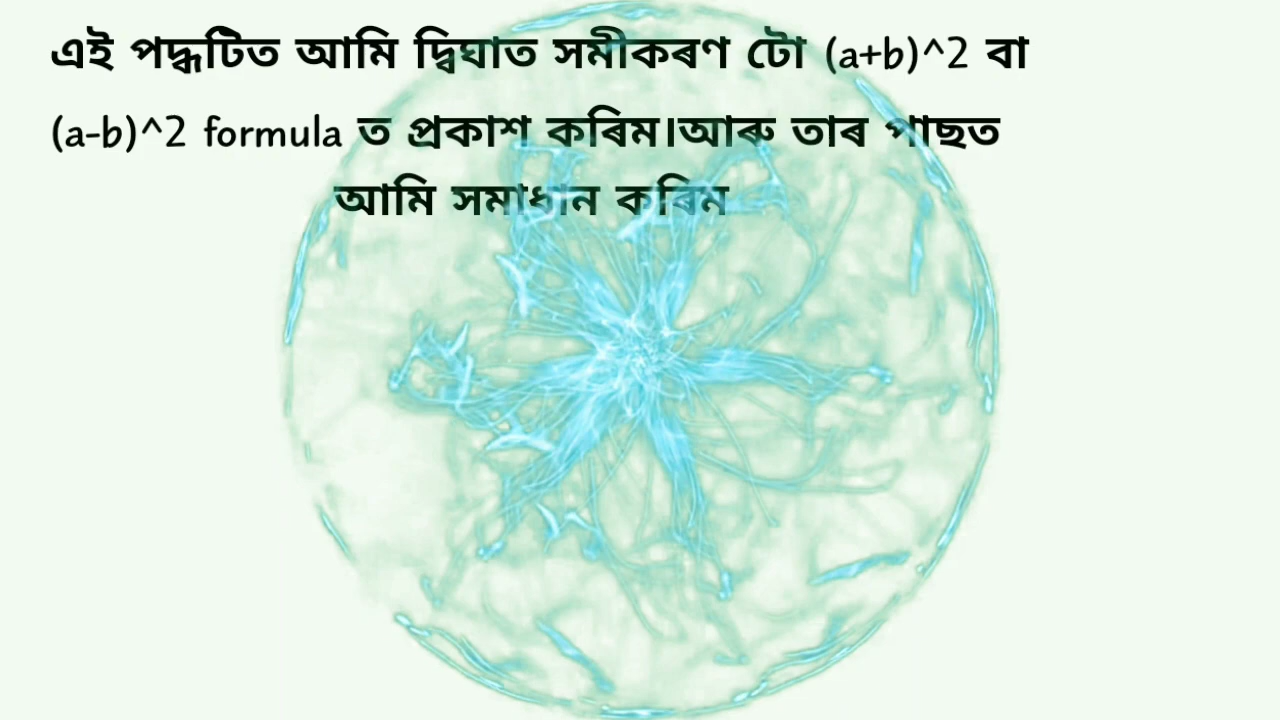 এই পদ্ধটিত আমি দ্বিঘাত সমীকৰণ টো (a+b)^2 বা
(a-b)^2 formula ত প্ৰকাশ কৰিম।আৰু তাৰ পাছত
আমি সমাধান কৰিম